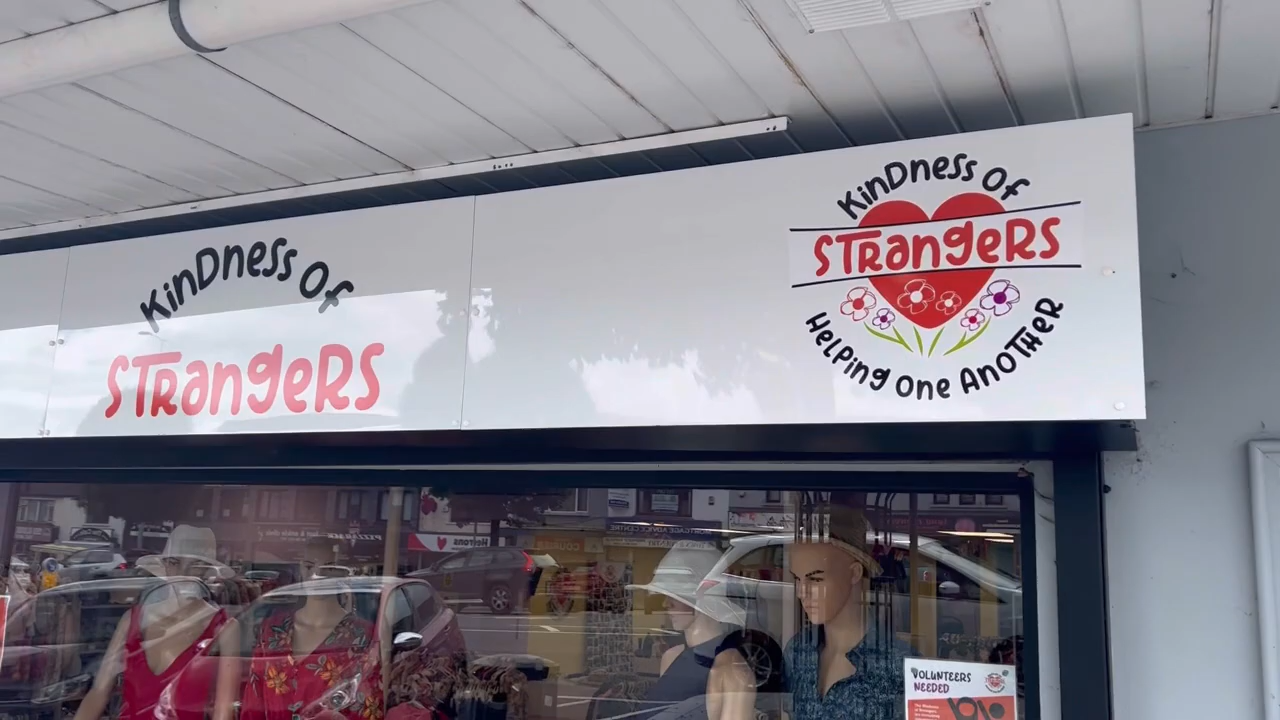 KinDness Of
STRangeRS
KinDness Of
STRangeRS
HeLPing One AnOTHeR
VOLUNTEERS
NEEDED